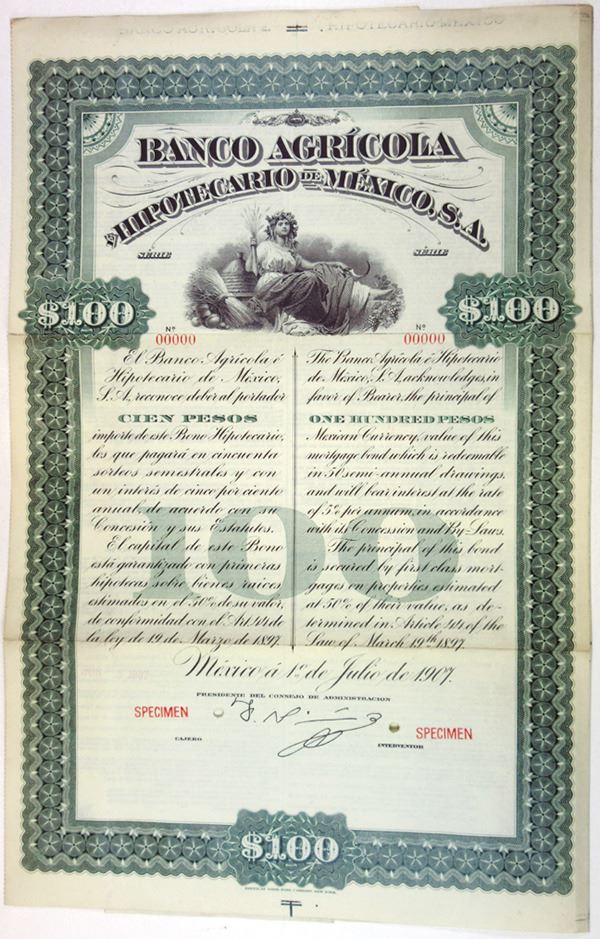 BANCO AGRÍCOLA
É HIPOTECARIO DE MÉXICO, S.A.
SÉRIE
SÉRIE
$100
$100
Nº
00000
Nº
00000
El Banco Agrícola é
Hipotecario de México,
S. A., reconoce deber al portador
CIEN PESOS
importe de este Bono Hipotecario,
los que pagará en cincuenta
sorteos semestrales y con
un interés de cinco por ciento
anual, de acuerdo con su
Concesión y sus Estatutos.
El capital de este Bono
está garantizado con primeras
hipotecas sobre bienes raices
estimados en el 50% de su valor,
de conformidad con el Art. 44 de
la ley de 19 de Marzo de 1897.
The Banco Agrícola é Hipotecario
de México, S. A., acknowledges, in
favor of Bearer, the principal of
ONE HUNDRED PESOS
Mexican Currency, value of this
mortgage bond which is redeemable
in 50 semi-annual drawings,
and will bear interest at the rate
of 5% per annum, in accordance
with its Concession and By-Laws.
The principal of this bond
is secured by first class mort-
gages on properties estimated
at 50% of their value, as de-
termined in Article 44 of the
Law of March 19th 1897.
100
México á 1º de Julio de 1907.
PRESIDENTE DEL CONSEJO DE ADMINISTRACION
SPECIMEN
SPECIMEN
CAJERO
INTERVENTOR
$100